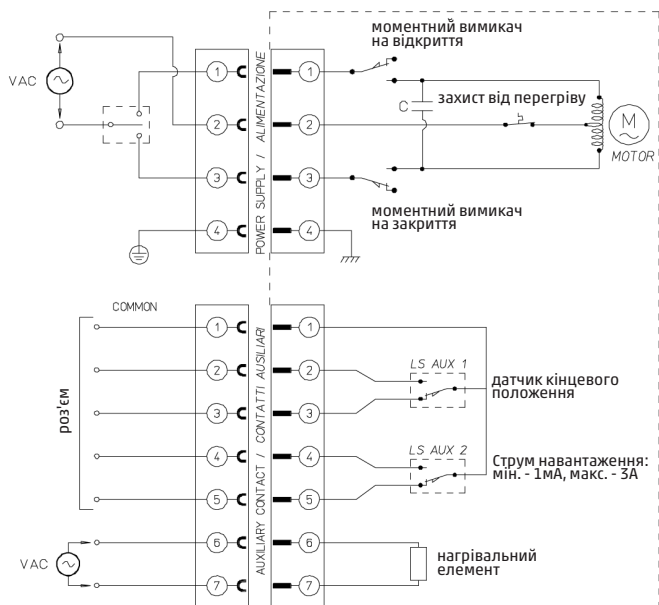 моментний вимикач
на відкриття
VAC
1
1
захист від перегріву
C
2
2
M
MOTOR
3
3
моментний вимикач
на закриття
4
4
POWER SUPPLY / ALIMENTAZIONE
COMMON
1
1
роз'єм
2
2
LS AUX 1
датчик кінцевого
положення
3
3
4
4
LS AUX 2
Струм навантаження:
мін. - 1мА, макс. - 3А
5
5
AUXILIARY CONTACT / CONTATTI AUSILIARI
VAC
6
6
нагрівальний
елемент
7
7